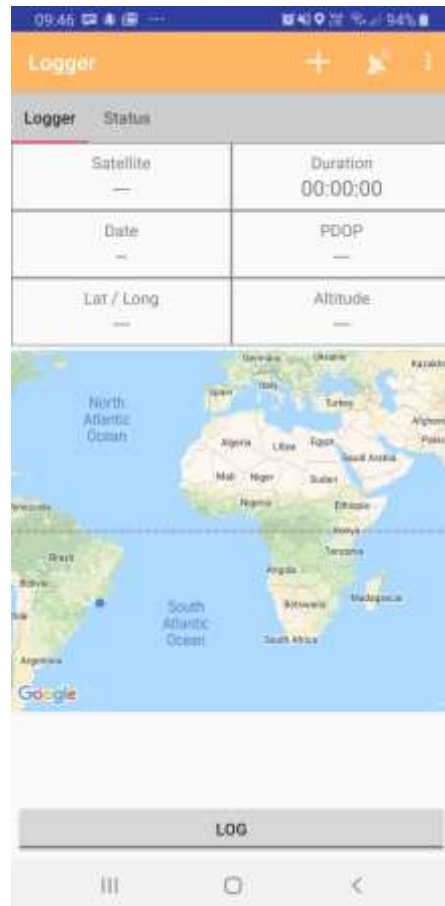 09:46
94%
Logger
Logger Status
Satellite Duration
--- 00:00:00
Date PDOP
--- ---
Lat / Long Altitude
--- ---
Germany Ukraine
Kazakhs
Spain Italy
Turkey
North
Atlantic
Ocean
Algeria Libya Egypt
Saudi Arabia
Mali Niger Sudan
Nigeria Ethiopia
Kenya
Tanzania
Brazil
Angola
Bolivia
South
Atlantic
Ocean
Botswana Madagascar
South Africa
Argentina
Google
LOG